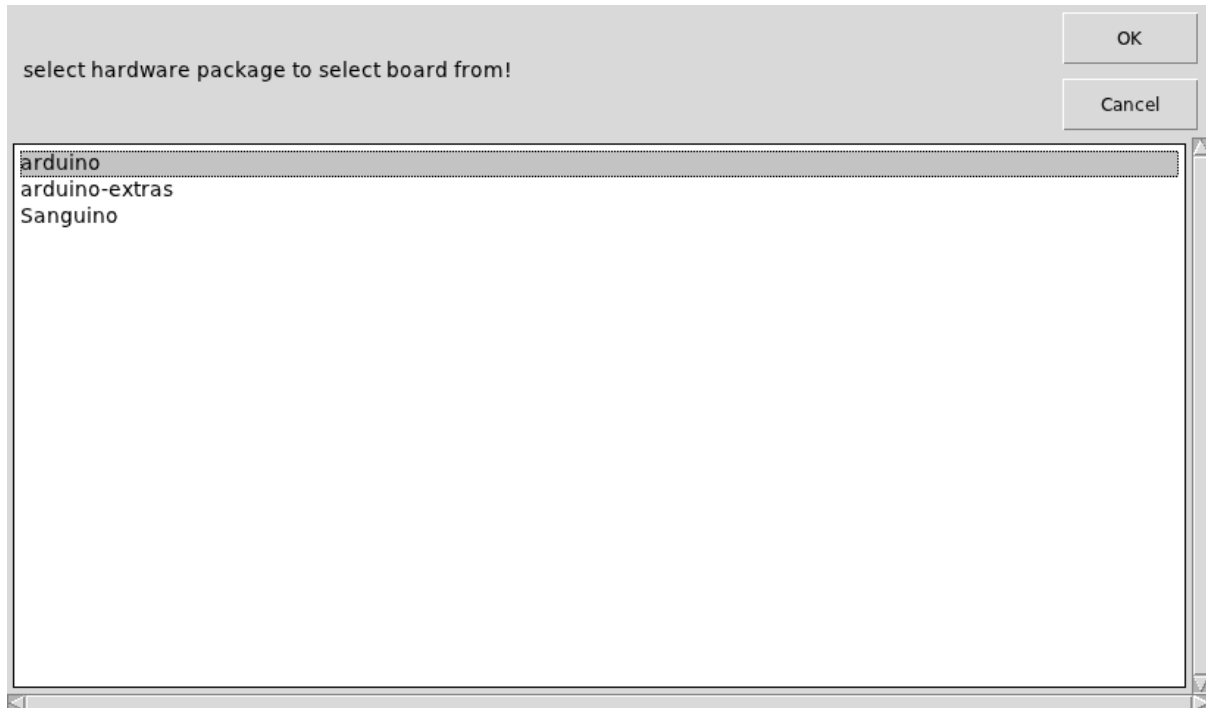 select hardware package to select board from!
OK
Cancel
arduino
arduino-extras
Sanguino